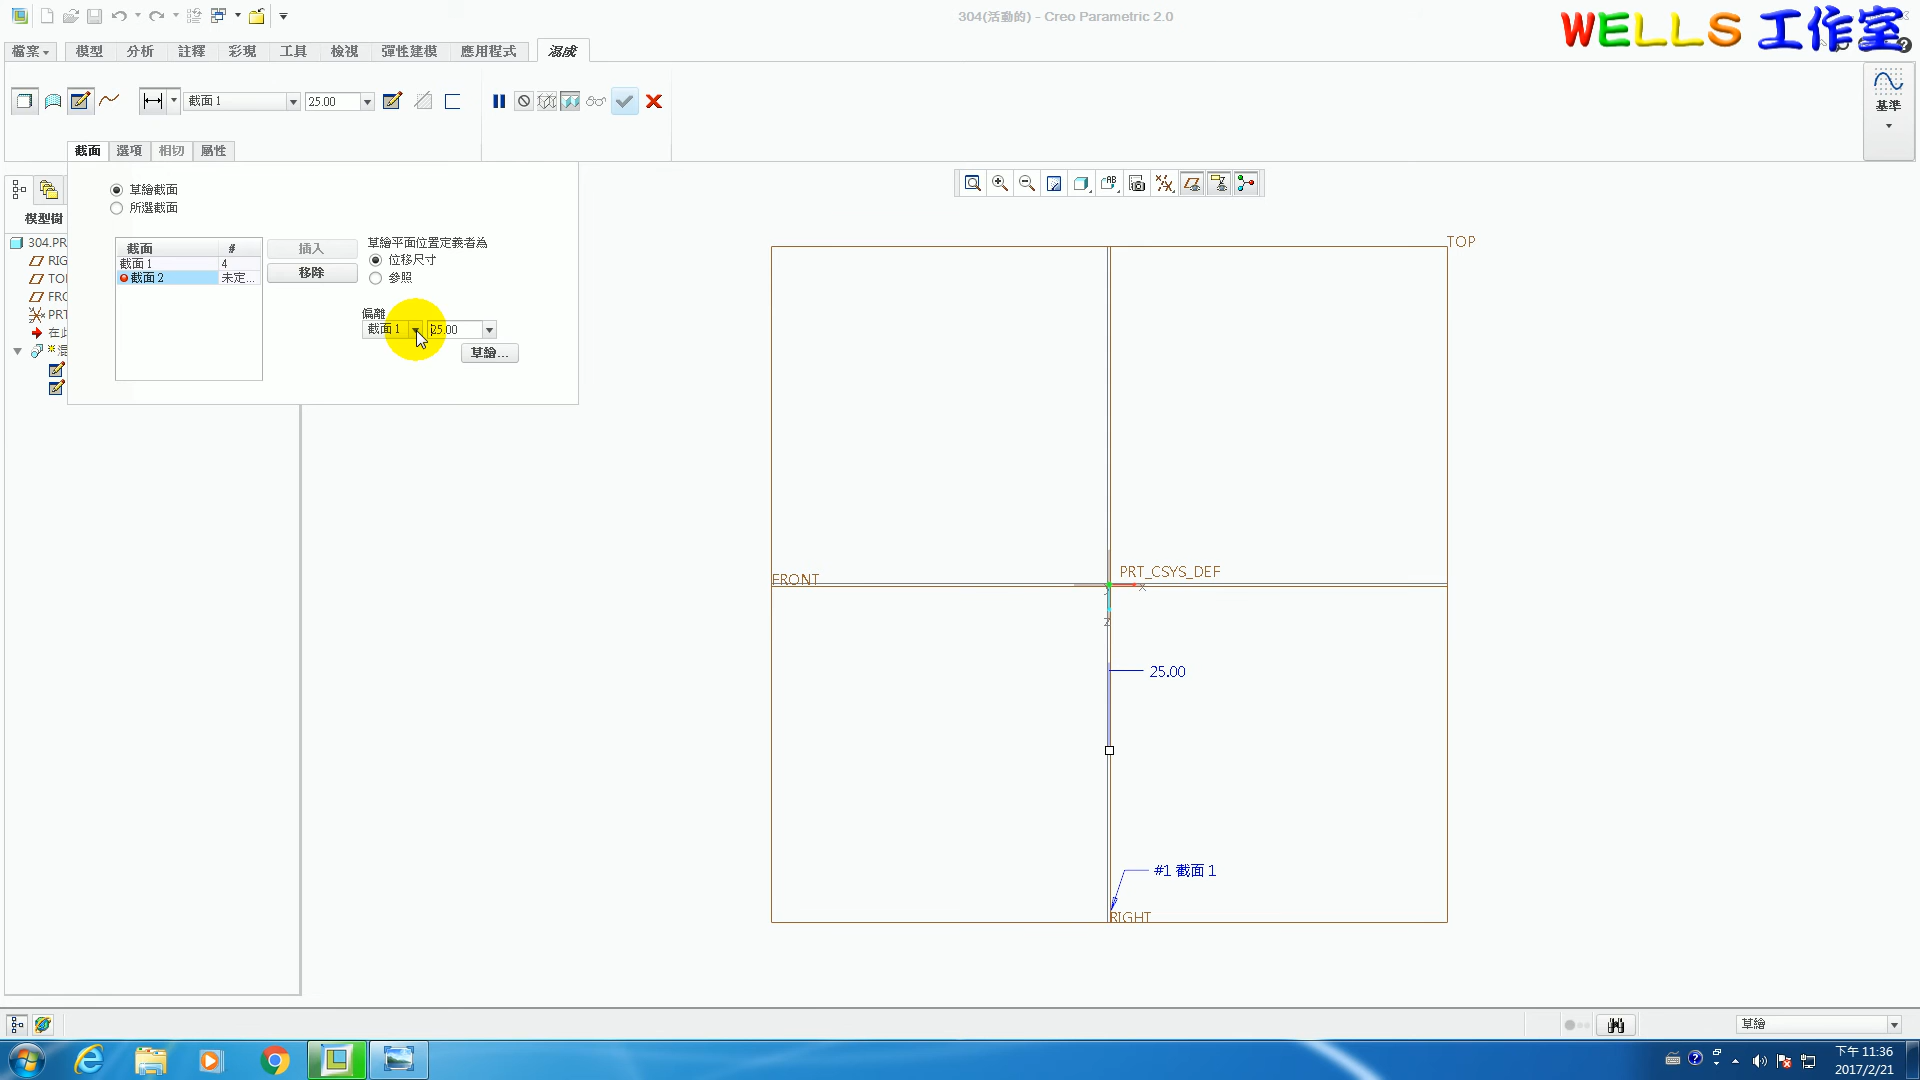 304(活動的) - Creo Parametric 2.0
WELLS 工作室
檔案 模型 分析 註釋 彩現 工具 檢視 彈性建模 應用程式 混成
截面 1 25.00
基準
截面 選項 相切 屬性
草繪截面
所選截面
模型樹
截面 #
插入
草繪平面位置定義者為
304.PR
截面 1 4
位移尺寸
RIG
截面 2 未定...
移除
參照
TOP
FRO
PRT
偏離
在此
截面 1 25.00
混
草繪...
TOP
FRONT
PRT_CSYS_DEF
X
Z
25.00
#1 截面 1
RIGHT
草繪
下午 11:36
2017/2/21